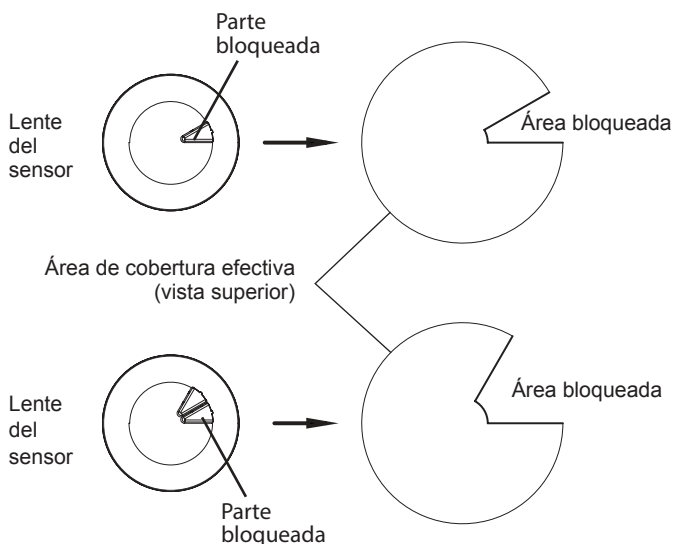 Parte
bloqueada
Lente
del
sensor
Área bloqueada
Área de cobertura efectiva
(vista superior)
Lente
del
sensor
Área bloqueada
Parte
bloqueada